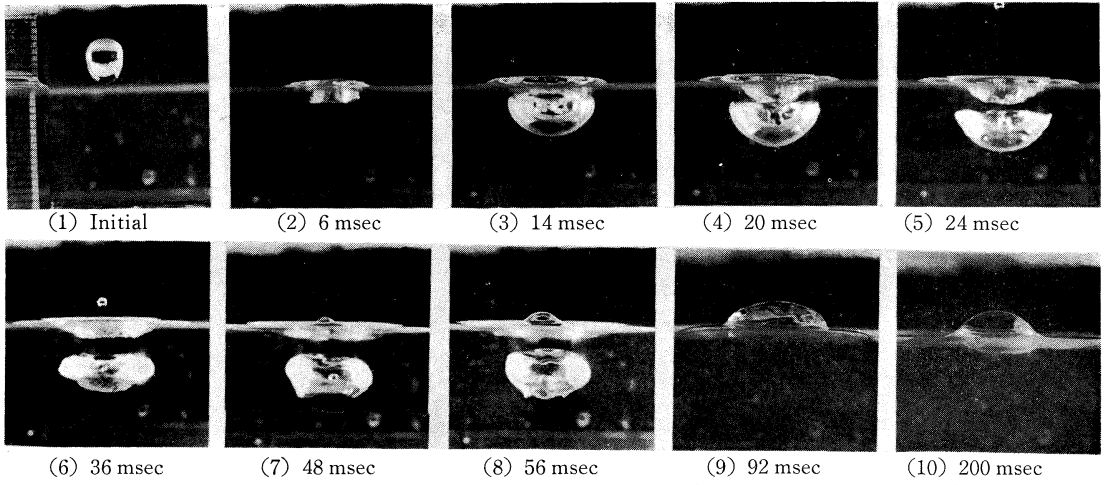 (1) Initial
(2) 6 msec
(3) 14 msec
(4) 20 msec
(5) 24 msec
(6) 36 msec
(7) 48 msec
(8) 56 msec
(9) 92 msec
(10) 200 msec